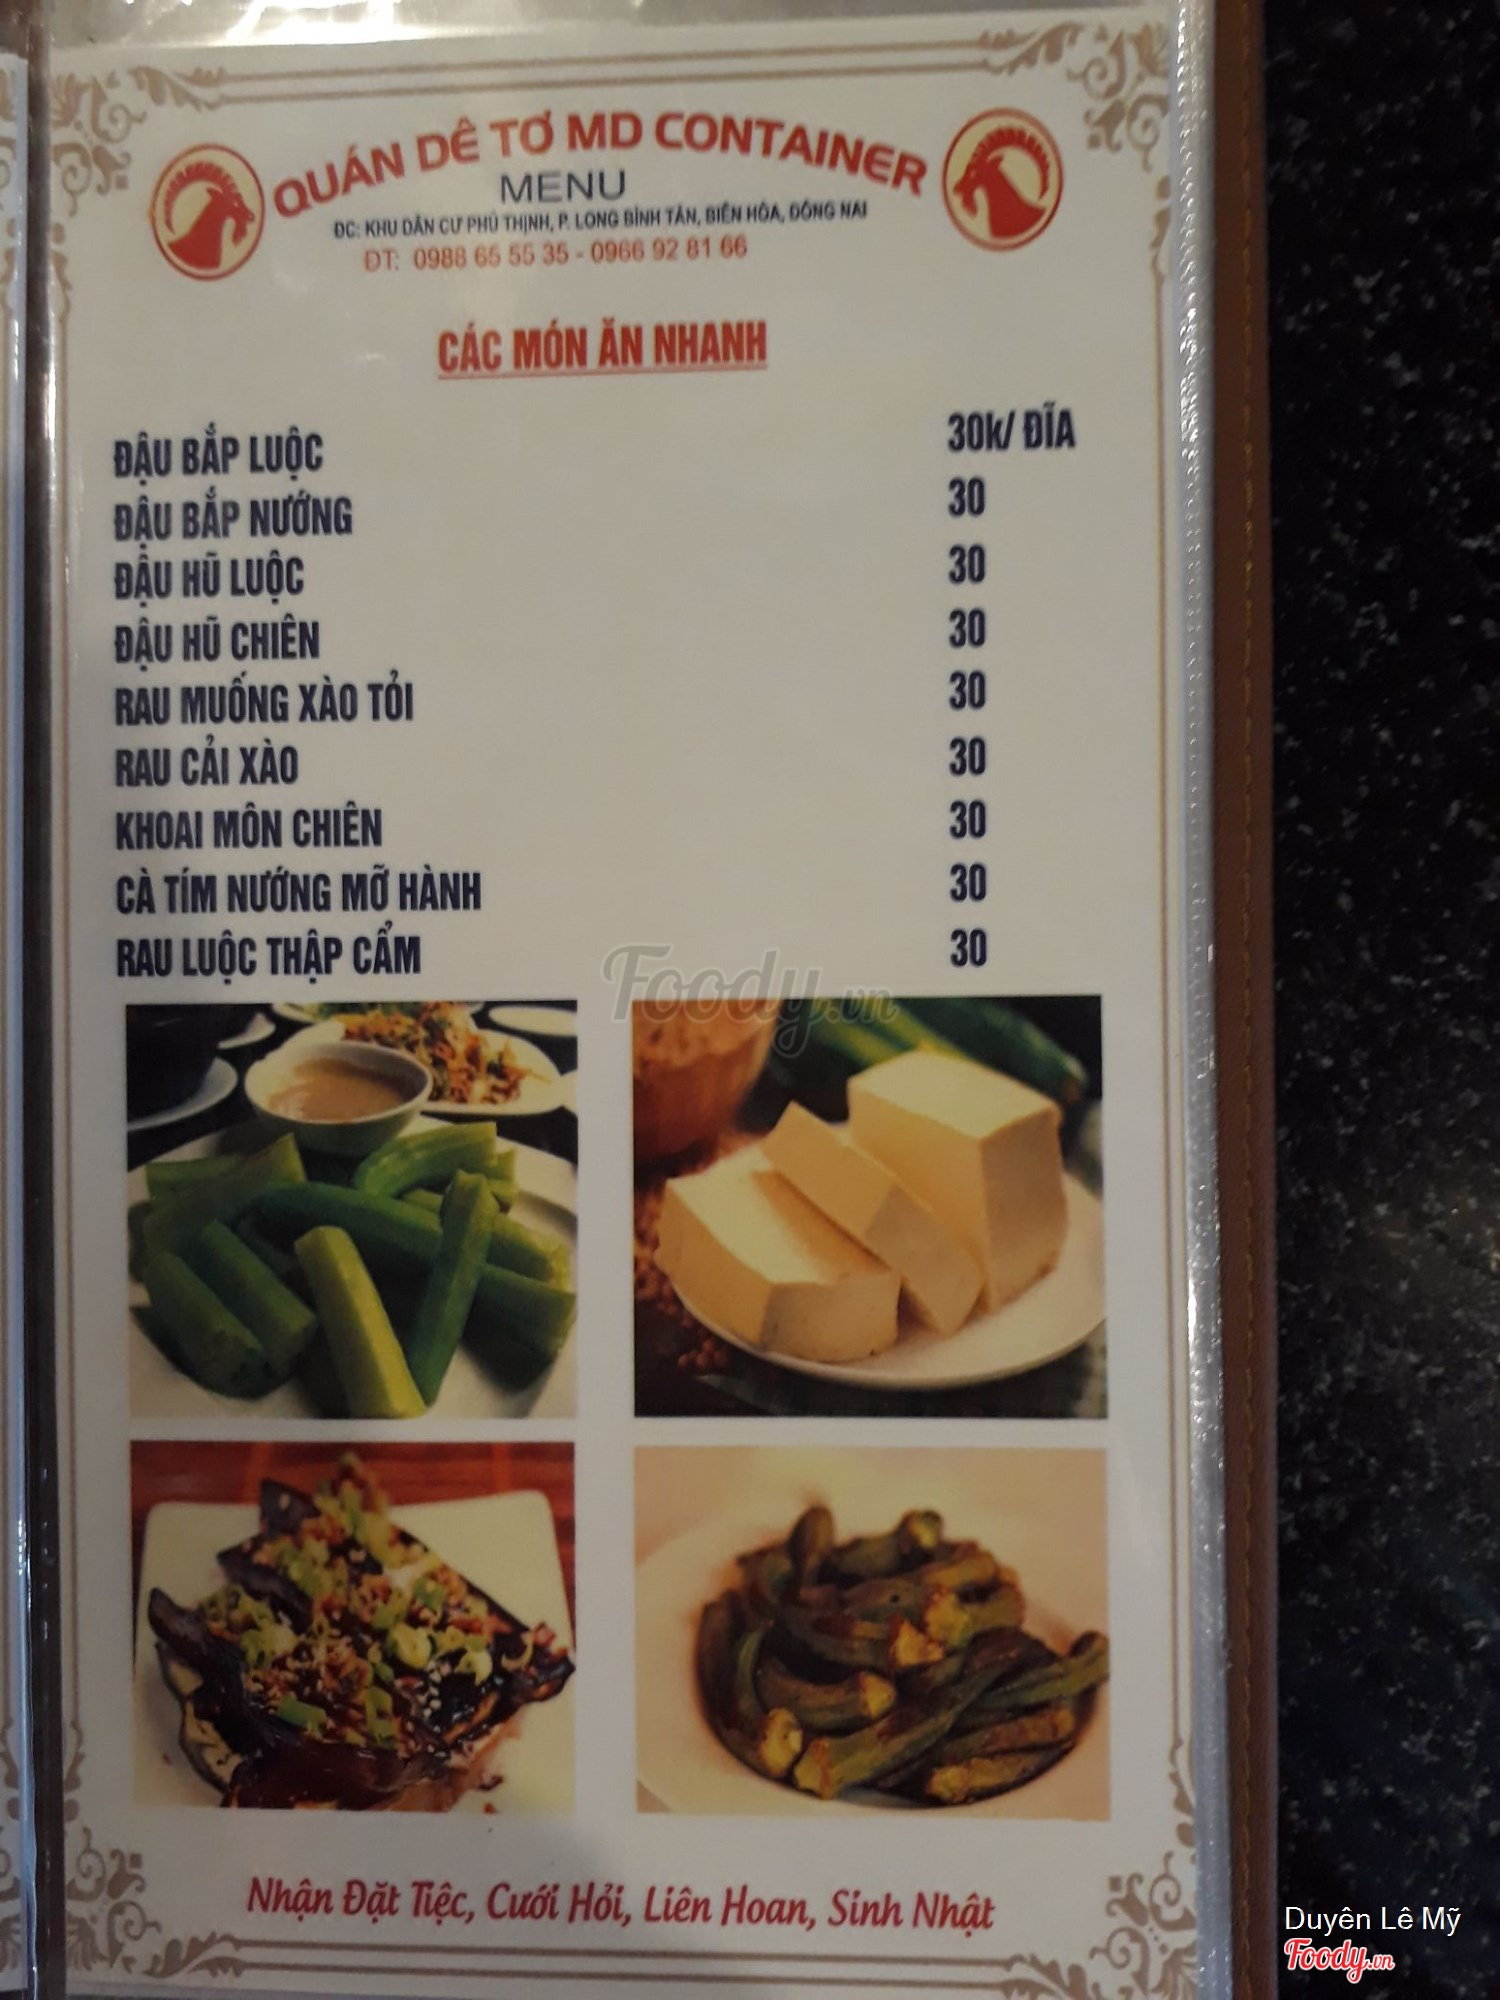 QUÁN DÊ TƠ MD CONTAINER
MENU
ĐC: KHU DÂN CƯ PHÚ THỊNH, P. LONG BÌNH TÂN, BIÊN HÒA, ĐỒNG NAI
ĐT: 0988 65 55 35 - 0966 92 81 66
CÁC MÓN ĂN NHANH
ĐẬU BẮP LUỘC 30k/ ĐĨA
ĐẬU BẮP NƯỚNG 30
ĐẬU HŨ LUỘC 30
ĐẬU HŨ CHIÊN 30
RAU MUỐNG XÀO TỎI 30
RAU CẢI XÀO 30
KHOAI MÔN CHIÊN 30
CÀ TÍM NƯỚNG MỠ HÀNH 30
RAU LUỘC THẬP CẨM 30
Foody.vn
Nhận Đặt Tiệc, Cưới Hỏi, Liên Hoan, Sinh Nhật
Duyên Lê Mỹ
Foody.vn